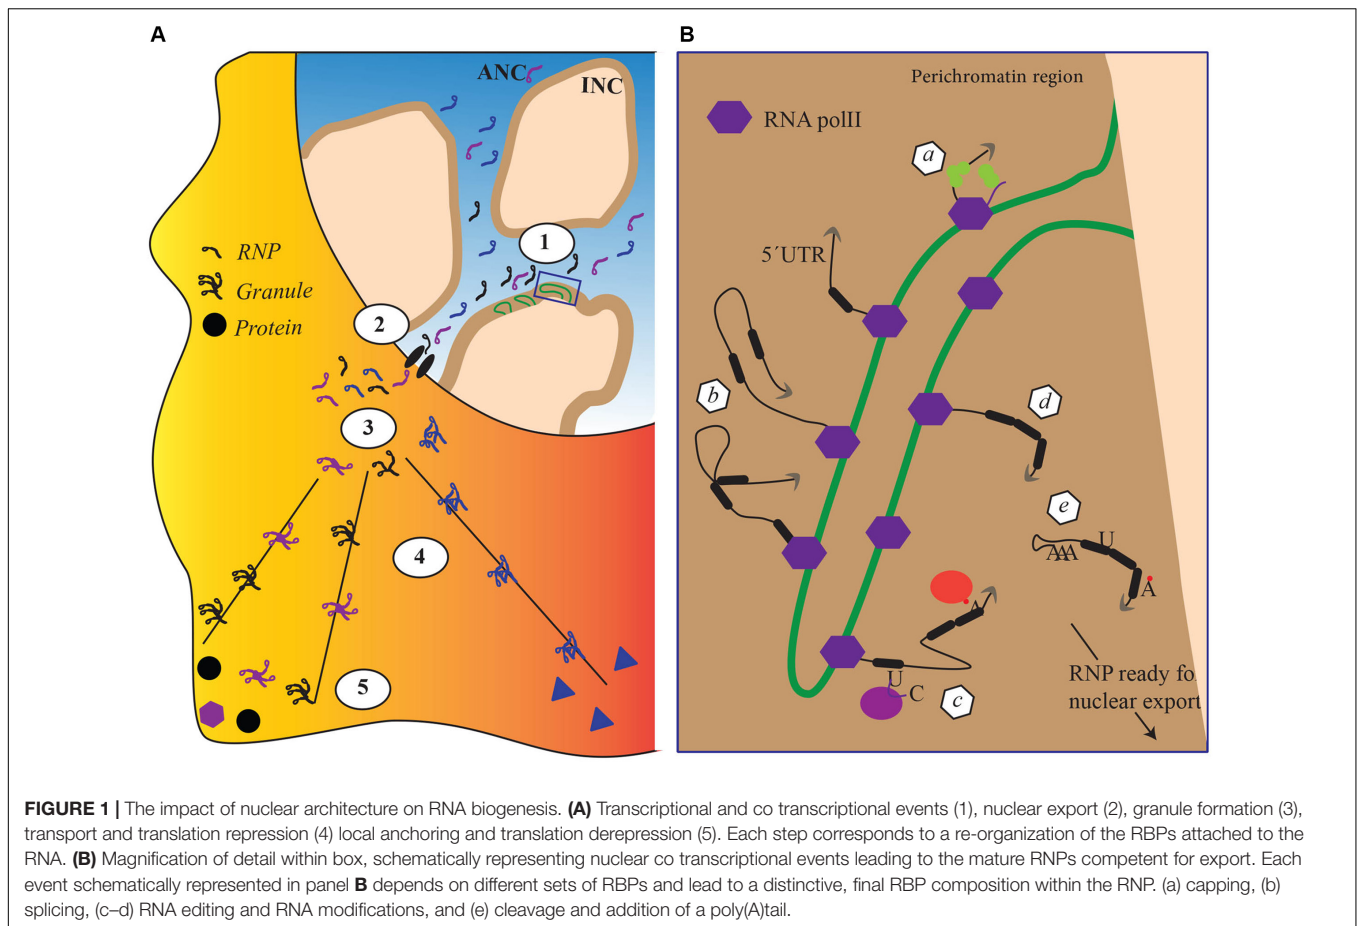 A
ANC
INC
1
RNP
Granule
Protein
2
3
4
5
B
Perichromatin region
RNA polII
a
5´UTR
b
d
e
U
AAA
A
A
RNP ready fo
nuclear export
U
C
c
FIGURE 1 | The impact of nuclear architecture on RNA biogenesis. (A) Transcriptional and co transcriptional events (1), nuclear export (2), granule formation (3),
transport and translation repression (4) local anchoring and translation derepression (5). Each step corresponds to a re-organization of the RBPs attached to the
RNA. (B) Magnification of detail within box, schematically representing nuclear co transcriptional events leading to the mature RNPs competent for export. Each
event schematically represented in panel B depends on different sets of RBPs and lead to a distinctive, final RBP composition within the RNP. (a) capping, (b)
splicing, (c–d) RNA editing and RNA modifications, and (e) cleavage and addition of a poly(A)tail.